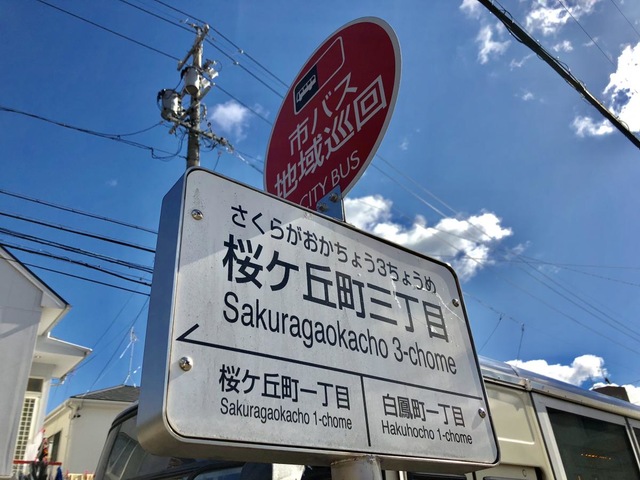 市バス
地域巡回
CITY BUS
さくらがおかちょう3ちょうめ
桜ケ丘町三丁目
Sakuragaokacho 3-chome
桜ケ丘町一丁目
Sakuragaokacho 1-chome
白鳳町一丁目
Hakuhocho 1-chome